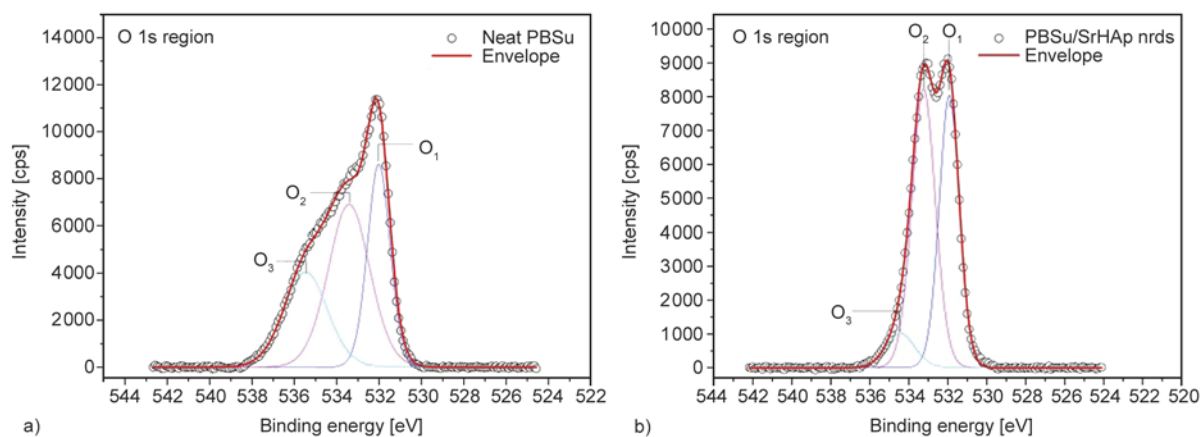 O 1s region
Neat PBSu
Envelope
O₁
O₂
O₃
Intensity [cps]
14000
12000
10000
8000
6000
4000
2000
0
544 542 540 538 536 534 532 530 528 526 524 522
Binding energy [eV]
a)
O 1s region
O₂ O₁
PBSu/SrHAp nrds
Envelope
O₃
Intensity [cps]
10000
9000
8000
7000
6000
5000
4000
3000
2000
1000
0
544 542 540 538 536 534 532 530 528 526 524 522 520
Binding energy [eV]
b)